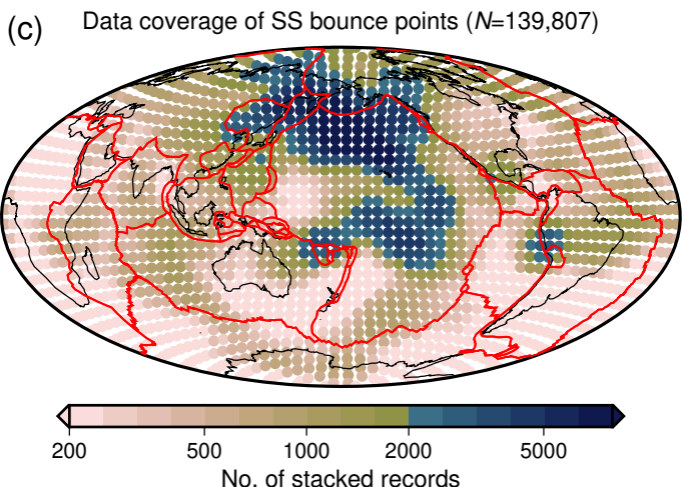 (c)
Data coverage of SS bounce points (N=139,807)
200 500 1000 2000 5000
No. of stacked records